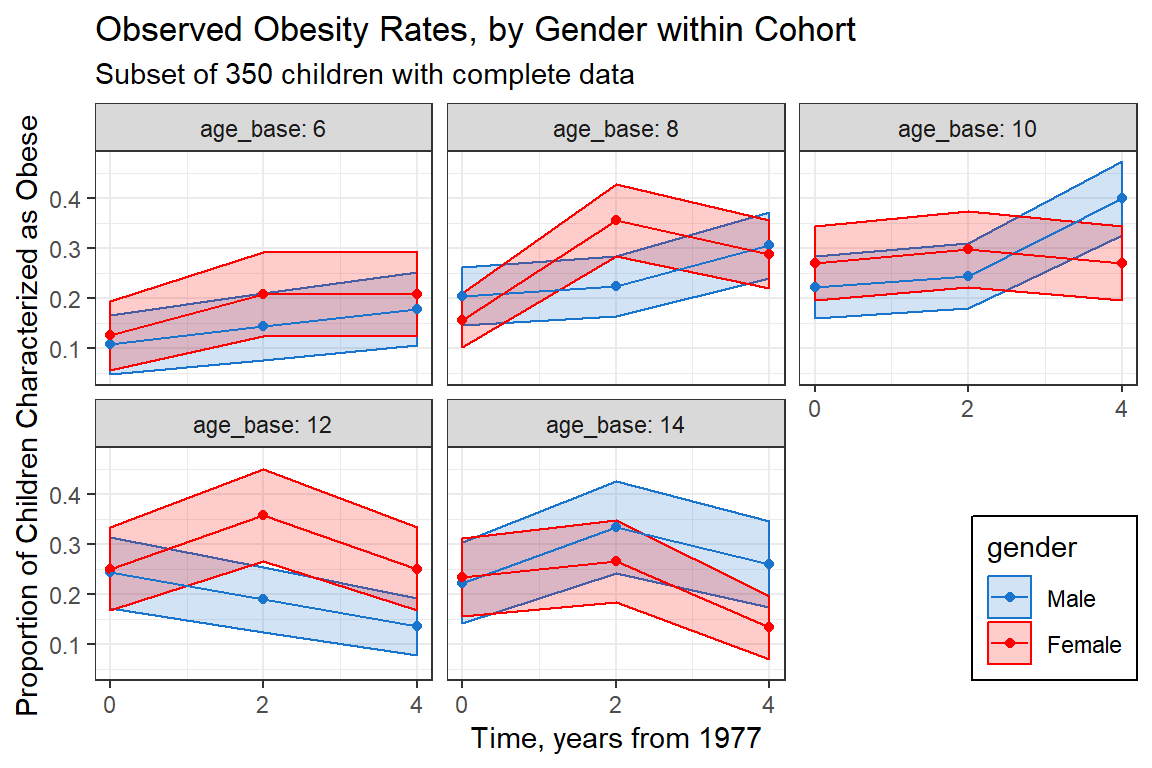 Observed Obesity Rates, by Gender within Cohort
Subset of 350 children with complete data
Proportion of Children Characterized as Obese
age_base: 6
age_base: 8
age_base: 10
0.4
0.3
0.2
0.1
0
2
4
age_base: 12
age_base: 14
0.4
0.3
0.2
0.1
0
2
4
0
2
4
Time, years from 1977
gender
Male
Female